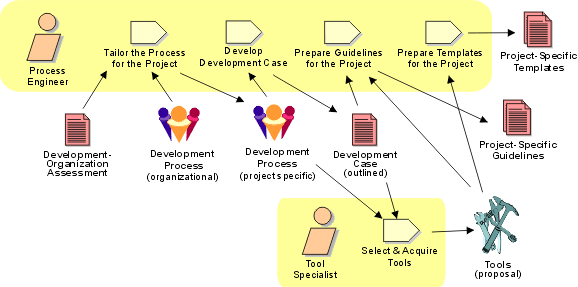 Process
Engineer
Tailor the Process
for the Project
Develop
Development Case
Prepare Guidelines
for the Project
Prepare Templates
for the Project
Project-Specific
Templates
Development-
Organization
Assessment
Development
Process
(organizational)
Development
Process
(project specific)
Development
Case
(outlined)
Project-Specific
Guidelines
Tool
Specialist
Select & Acquire
Tools
Tools
(proposal)